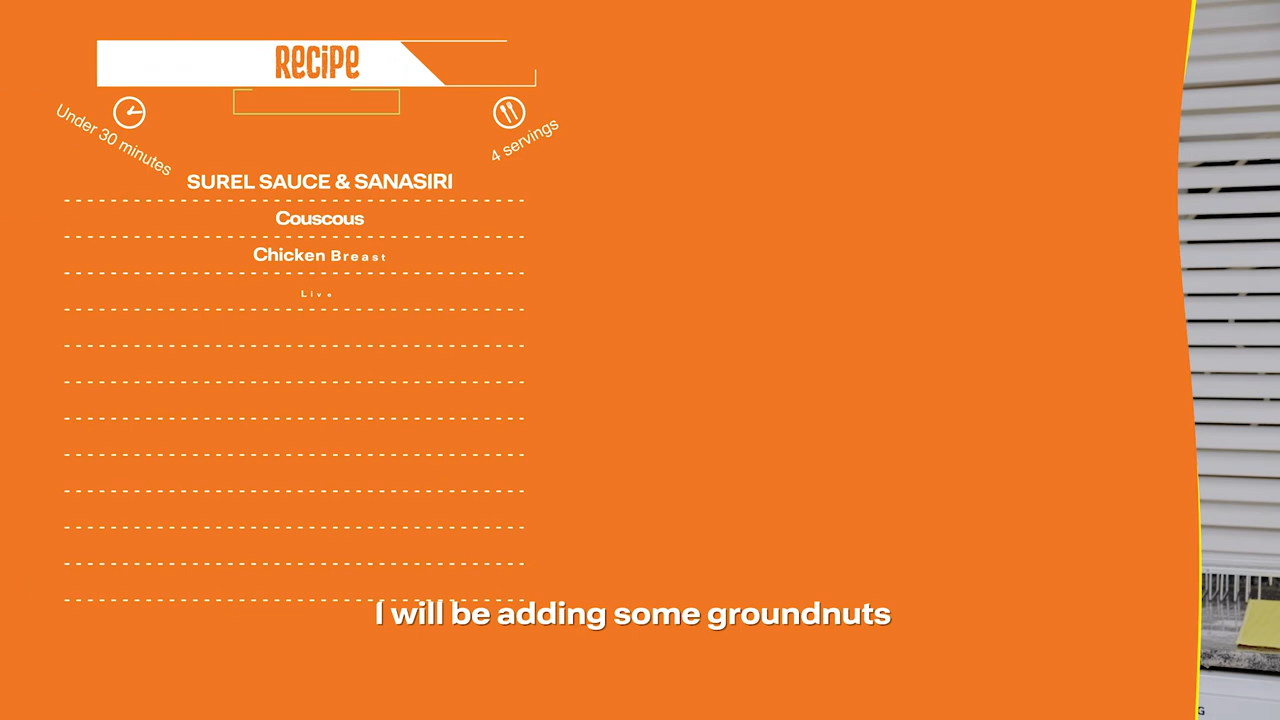 RECiPE
Under 30 minutes
4 servings
SUREL SAUCE & SANASIRI
Couscous
Chicken Breast
Live
I will be adding some groundnuts
G